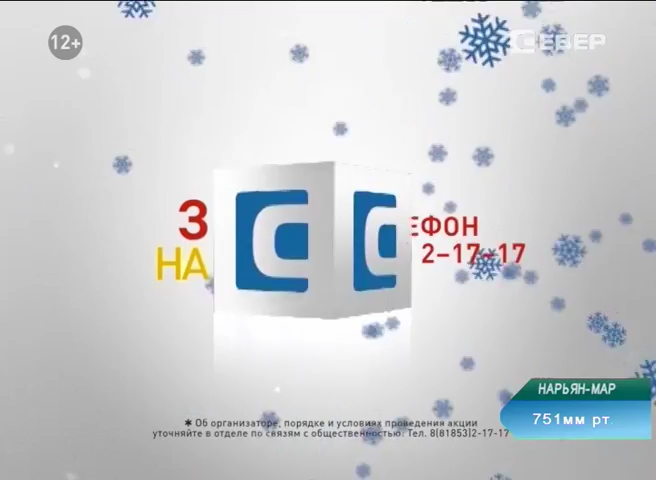 12+
СЕВЕР
З
НА
ЕФОН
2-17-17
НАРЬЯН-МАР
751мм рт.
✱ Об организаторе, порядке и условиях проведения акции
уточняйте в отделе по связям с общественностью. Тел. 8(81853)2-17-17